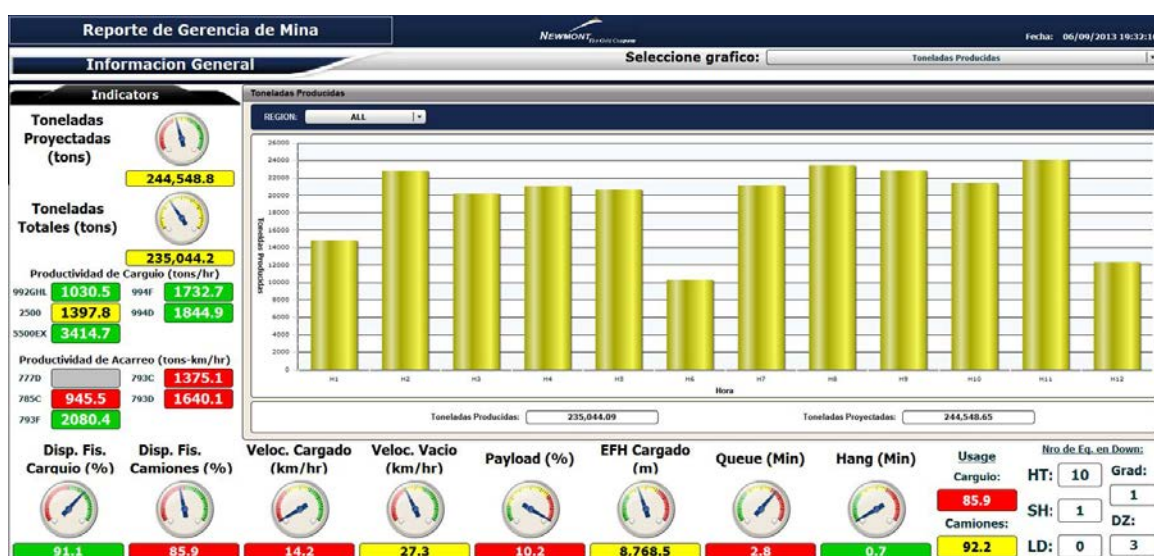 Reporte de Gerencia de Mina
NEWMONT
Fecha: 06/09/2013 19:32:16
Informacion General
Seleccione grafico:
Toneladas Producidas
Indicators
Toneladas Proyectadas (tons)
244,548.8
Toneladas Totales (tons)
235,044.2
Productividad de Carguio (tons/hr)
992GHL 1030.5 994F 1732.7
2500 1397.8 994D 1844.9
5500EX 3414.7
Productividad de Acarreo (tons-km/hr)
777D 793C 1375.1
785C 945.5 793D 1640.1
793F 2080.4
Toneladas Producidas
REGION: ALL
26000
24000
22000
20000
18000
16000
14000
12000
10000
8000
6000
4000
2000
0
Toneldas Producidas
H1 H2 H3 H4 H5 H6 H7 H8 H9 H10 H11 H12
Hora
Toneladas Producidas: 235,044.09 Toneladas Proyectadas: 244,548.65
Disp. Fis. Carguio (%)
91.1
Disp. Fis. Camiones (%)
85.9
Veloc. Cargado (km/hr)
14.2
Veloc. Vacio (km/hr)
27.3
Payload (%)
10.2
EFH Cargado (m)
8,768.5
Queue (Min)
2.8
Hang (Min)
0.7
Usage
Carguio:
85.9
Camiones:
92.2
Nro de Eq. en Down:
HT: 10
Grad: 1
SH: 1
DZ: 3
LD: 0